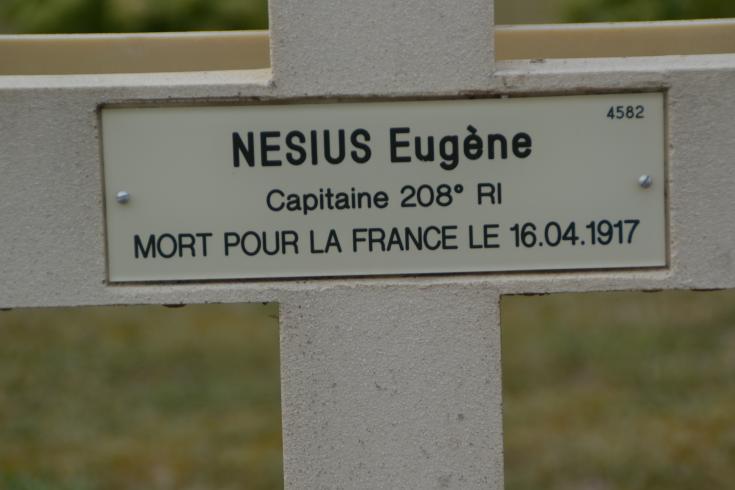 4582
NESIUS Eugène
Capitaine 208° RI
MORT POUR LA FRANCE LE 16.04.1917